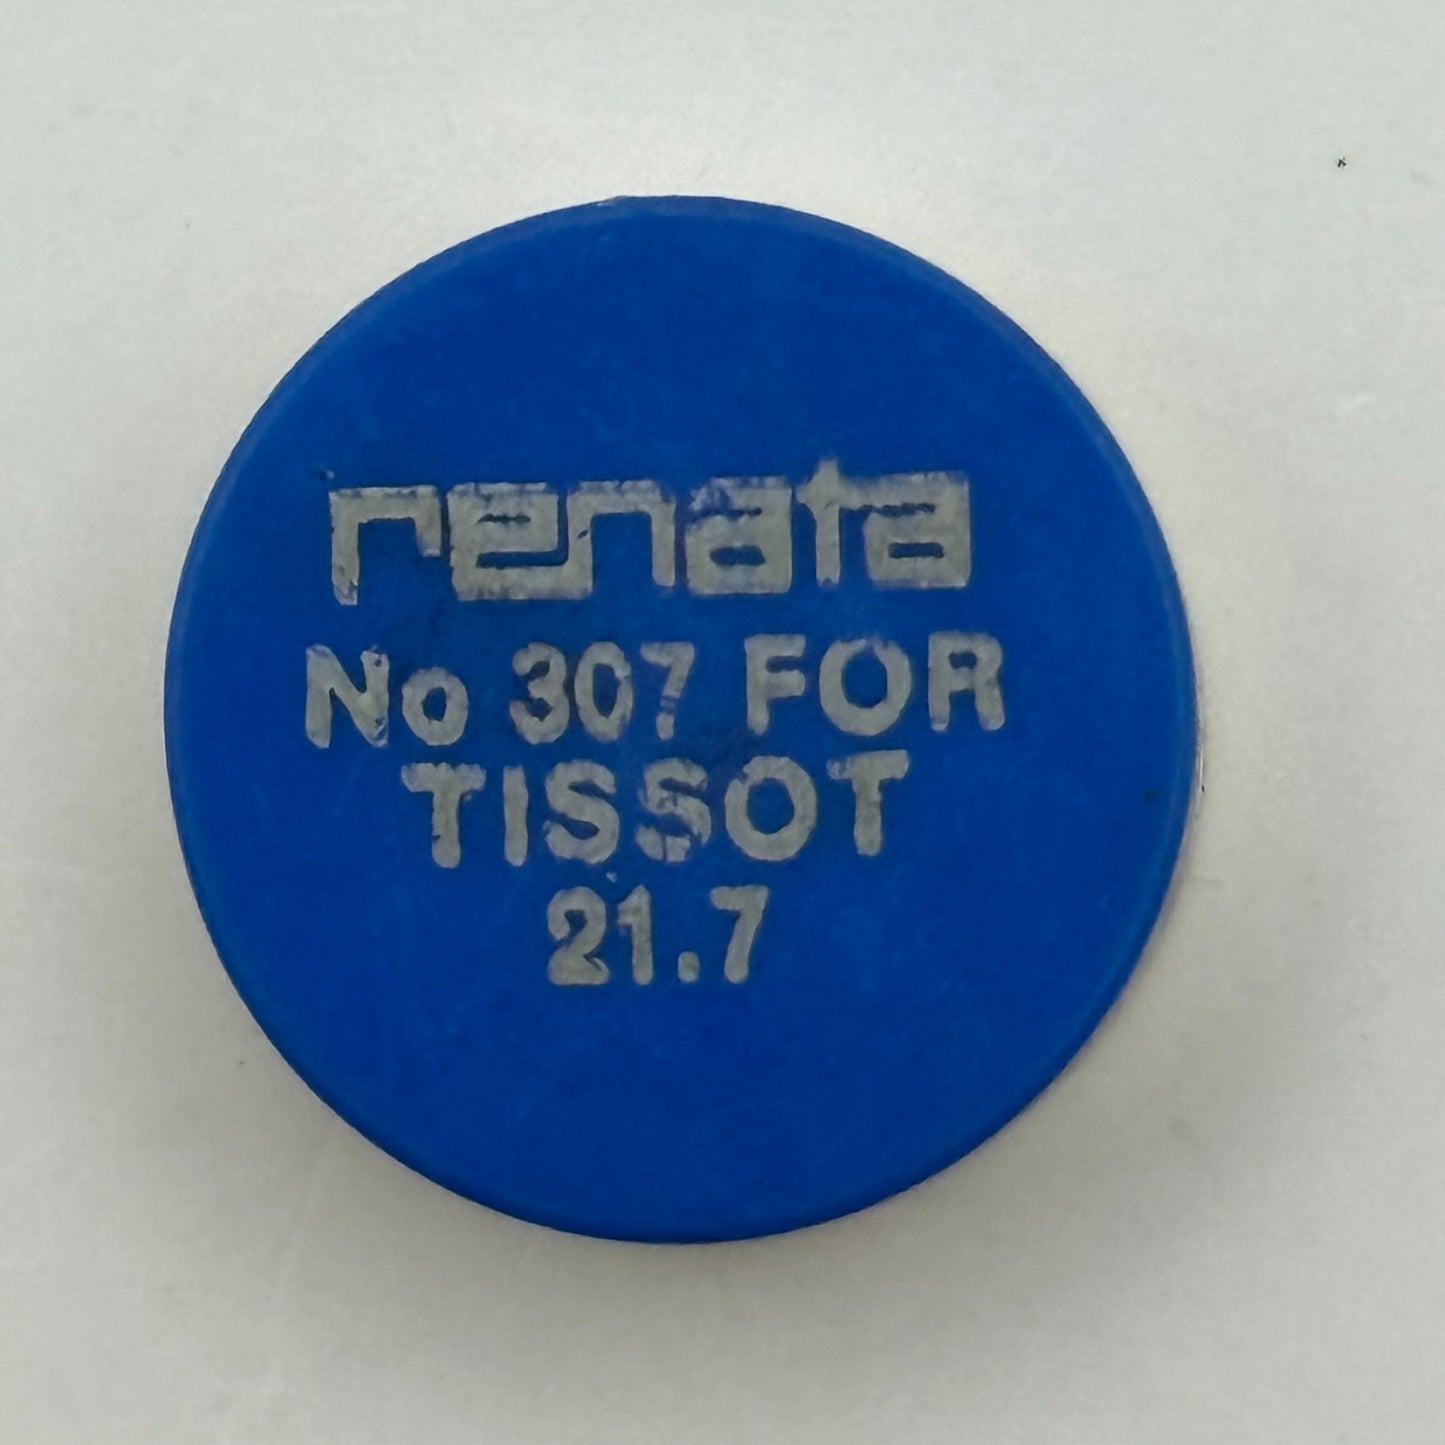 renata
No 307 FOR
TISSOT
21.7